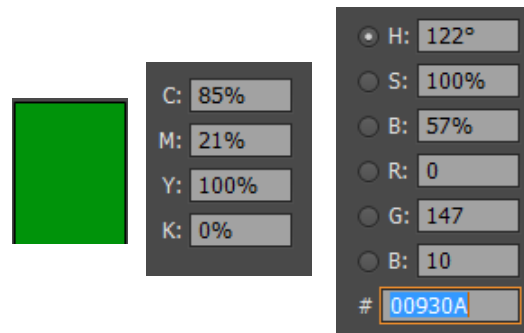 C: 85%
M: 21%
Y: 100%
K: 0%
H: 122°
S: 100%
B: 57%
R: 0
G: 147
B: 10
# 00930A